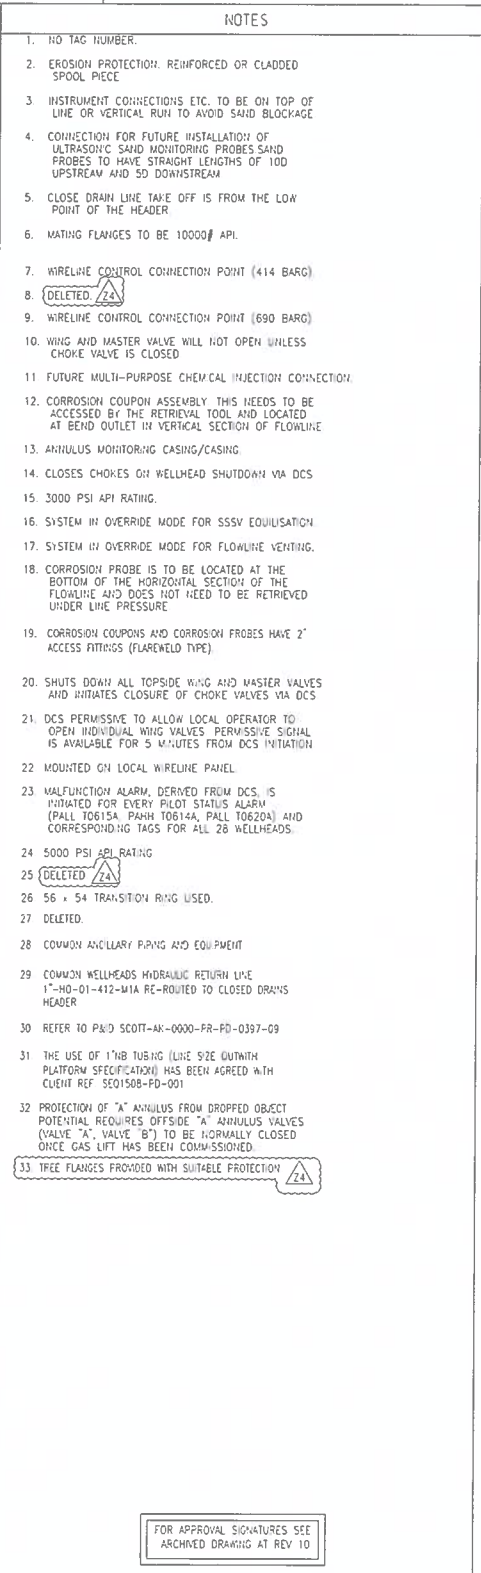 NOTES
1. NO TAG NUMBER.
2. EROSION PROTECTION. REINFORCED OR CLADDED
SPOOL PIECE
3 INSTRUMENT CONNECTIONS ETC. TO BE ON TOP OF
LINE OR VERTICAL RUN TO AVOID SAND BLOCKAGE
4. CONNECTION FOR FUTURE INSTALLATION OF
ULTRASONIC SAND MONITORING PROBES.SAND
PROBES TO HAVE STRAIGHT LENGTHS OF 10D
UPSTREAM AND 5D DOWNSTREAM
5. CLOSE DRAIN LINE TAKE OFF IS FROM THE LOW
POINT OF THE HEADER
6. MATING FLANGES TO BE 10000# API.
7. WIRELINE CONTROL CONNECTION POINT (414 BARG)
8. DELETED. Z4
9. WIRELINE CONTROL CONNECTION POINT (690 BARG)
10. WING AND MASTER VALVE WILL NOT OPEN UNLESS
CHOKE VALVE IS CLOSED
11 FUTURE MULTI-PURPOSE CHEMICAL INJECTION CONNECTION.
12. CORROSION COUPON ASSEMBLY THIS NEEDS TO BE
ACCESSED BY THE RETRIEVAL TOOL AND LOCATED
AT BEND OUTLET IN VERTICAL SECTION OF FLOWLINE
13. ANNULUS MONITORING CASING/CASING
14. CLOSES CHOKES ON WELLHEAD SHUTDOWN VIA DCS
15. 3000 PSI API RATING.
16. SYSTEM IN OVERRIDE MODE FOR SSSV EQUILISATION
17. SYSTEM IN OVERRIDE MODE FOR FLOWLINE VENTING.
18. CORROSION PROBE IS TO BE LOCATED AT THE
BOTTOM OF THE HORIZONTAL SECTION OF THE
FLOWLINE AND DOES NOT NEED TO BE RETRIEVED
UNDER LINE PRESSURE
19. CORROSION COUPONS AND CORROSION PROBES HAVE 2"
ACCESS FITTINGS (FLAREWELD TYPE).
20. SHUTS DOWN ALL TOPSIDE WING AND MASTER VALVES
AND INITIATES CLOSURE OF CHOKE VALVES VIA DCS
21. DCS PERMISSIVE TO ALLOW LOCAL OPERATOR TO
OPEN INDIVIDUAL WING VALVES PERMISSIVE SIGNAL
IS AVAILABLE FOR 5 MINUTES FROM DCS INITIATION
22 MOUNTED ON LOCAL WIRELINE PANEL
23. MALFUNCTION ALARM, DERIVED FROM DCS, IS
INITIATED FOR EVERY PILOT STATUS ALARM
(PALL T0615A, PAHH T0614A, PALL T0620A) AND
CORRESPONDING TAGS FOR ALL 28 WELLHEADS
24 5000 PSI API RATING
25 DELETED Z4
26 56 x 54 TRANSITION RING USED.
27 DELETED.
28 COMMON ANCILLARY PIPING AND EQUIPMENT
29 COMMON WELLHEADS HYDRAULIC RETURN LINE
1"-HO-01-412-M1A RE-ROUTED TO CLOSED DRAINS
HEADER
30 REFER TO P&ID SCOTT-AK-0000-PR-PD-0397-09
31 THE USE OF 1"NB TUBING (LINE SIZE OUTWITH
PLATFORM SPECIFICATION) HAS BEEN AGREED WITH
CLIENT REF. SEQ1508-PD-001
32 PROTECTION OF "A" ANNULUS FROM DROPPED OBJECT
POTENTIAL REQUIRES OFFSIDE "A" ANNULUS VALVES
(VALVE "A", VALVE "B") TO BE NORMALLY CLOSED
ONCE GAS LIFT HAS BEEN COMMISSIONED.
33 TREE FLANGES PROVIDED WITH SUITABLE PROTECTION Z4
FOR APPROVAL SIGNATURES SEE
ARCHIVED DRAWING AT REV 10